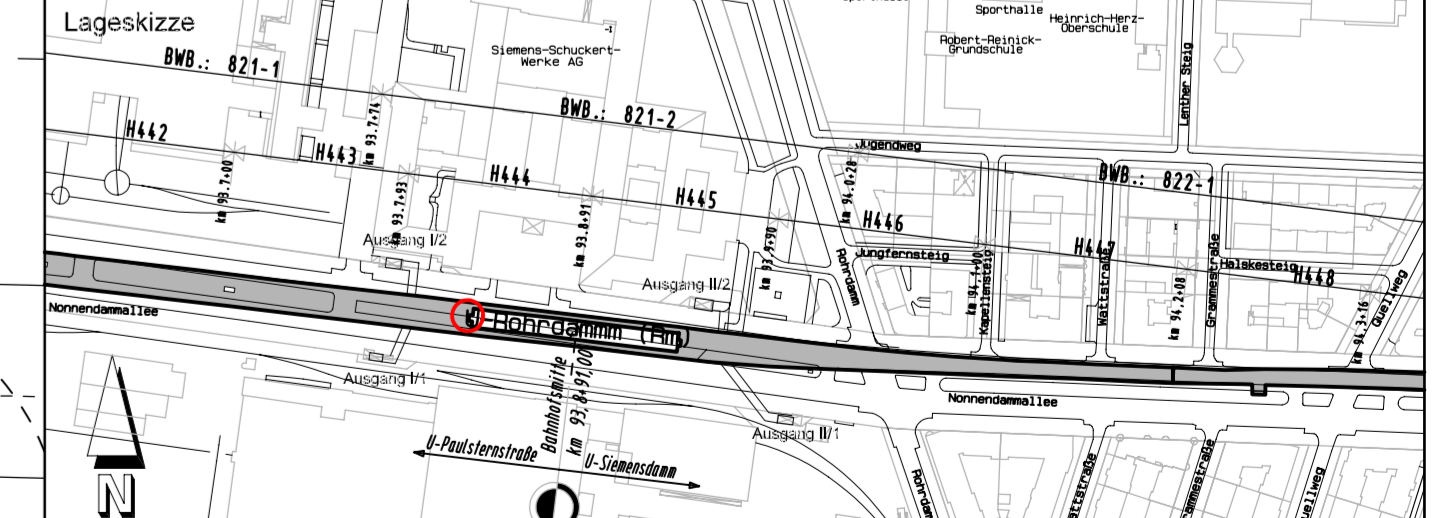 Lageskizze
Sporthalle
Heinrich-Herz-
Oberschule
Robert-Reinick-
Grundschule
Siemens-Schuckert-
Werke AG
BWB.: 821-1
BWB.: 821-2
BWB.: 822-1
Lenther Steig
Jugendweg
H442
H443
H444
H445
H446
H448
km 93.7+00
km 93.7+74
km 93.7+93
km 93.8+91
km 93.9+90
km 94.0+28
km 94.1+00
km 94.2+08
km 94.3+16
Ausgang I/2
Ausgang II/2
Rohrdamm
Jungfernsteig
Kapellensteig
Wattstraße
Grammestraße
Halskesteig
Quellweg
Nonnendammallee
Rohrdammm (Rm)
Ausgang I/1
Bahnhofsmitte
km 93,8+91,00
Nonnendammallee
Ausgang II/1
U-Paulsternstraße
U-Siemensdamm
N